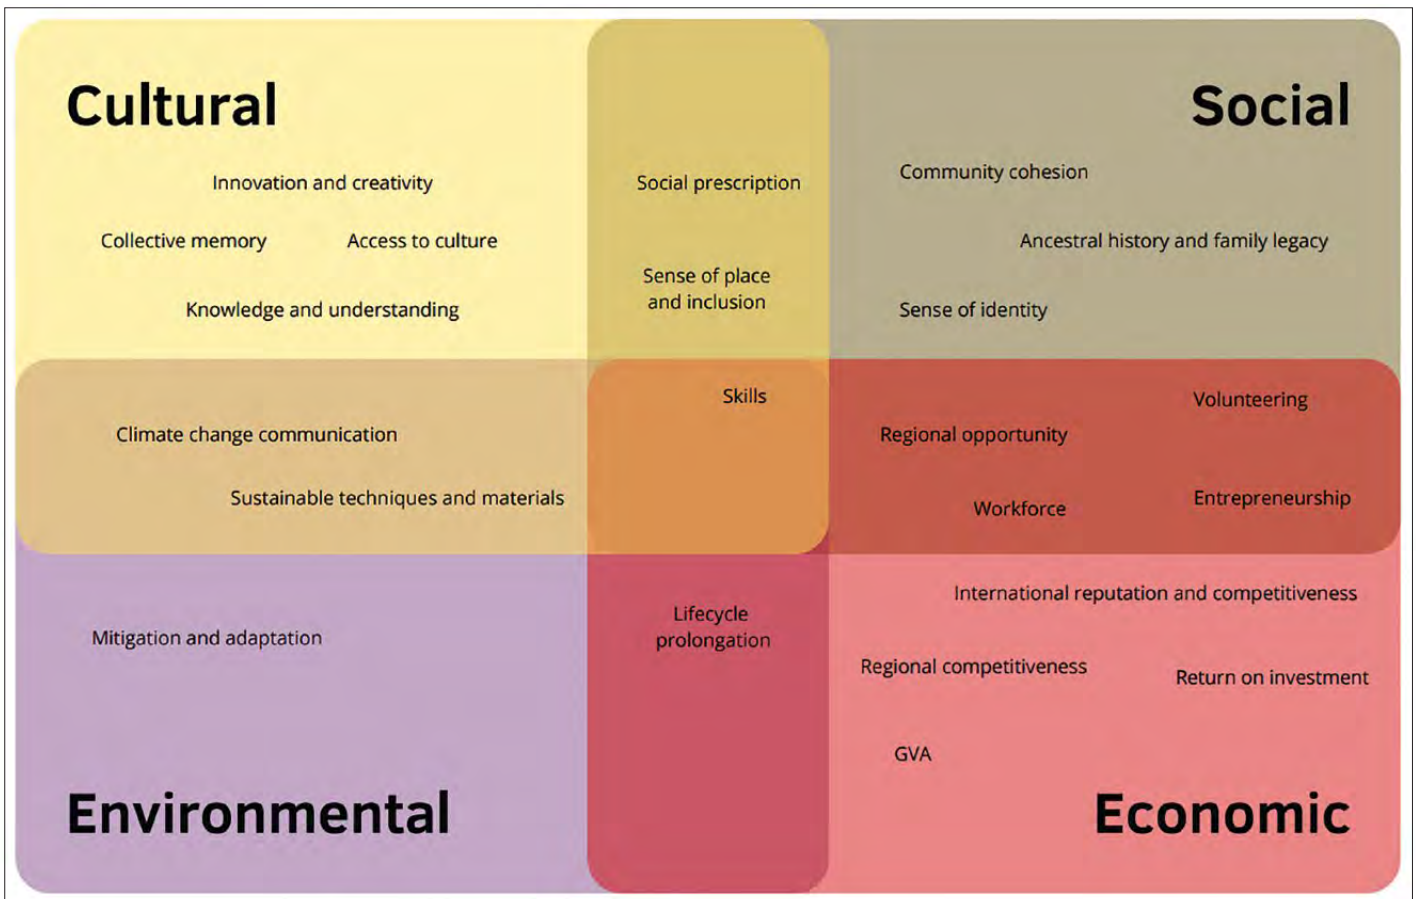 Cultural
Social
Innovation and creativity
Social prescription
Community cohesion
Collective memory
Access to culture
Ancestral history and family legacy
Sense of place
and inclusion
Knowledge and understanding
Sense of identity
Skills
Volunteering
Climate change communication
Regional opportunity
Sustainable techniques and materials
Workforce
Entrepreneurship
International reputation and competitiveness
Lifecycle
prolongation
Mitigation and adaptation
Regional competitiveness
Return on investment
GVA
Environmental
Economic